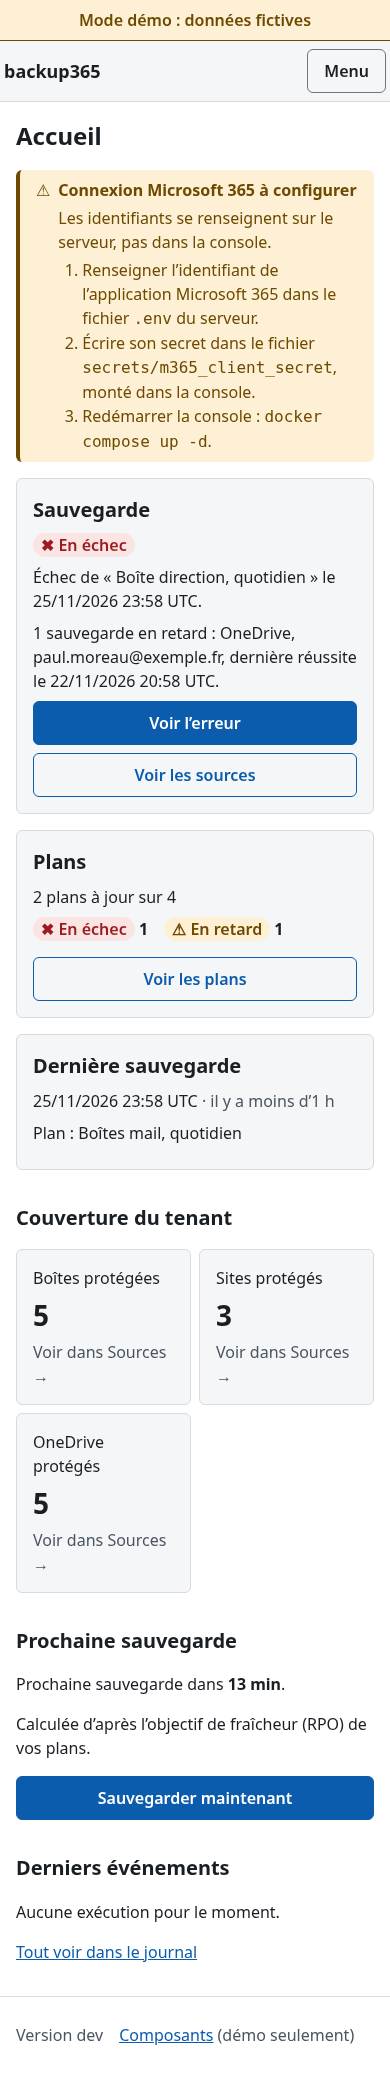 Mode démo : données fictives
backup365
Menu
Accueil
⚠ Connexion Microsoft 365 à configurer
Les identifiants se renseignent sur le
serveur, pas dans la console.
1. Renseigner l’identifiant de
l’application Microsoft 365 dans le
fichier .env du serveur.
2. Écrire son secret dans le fichier
secrets/m365_client_secret,
monté dans la console.
3. Redémarrer la console : docker
compose up -d.
Sauvegarde
✖ En échec
Échec de « Boîte direction, quotidien » le
25/11/2026 23:58 UTC.
1 sauvegarde en retard : OneDrive,
paul.moreau@exemple.fr, dernière réussite
le 22/11/2026 20:58 UTC.
Voir l’erreur
Voir les sources
Plans
2 plans à jour sur 4
✖ En échec 1 ⚠ En retard 1
Voir les plans
Dernière sauvegarde
25/11/2026 23:58 UTC · il y a moins d’1 h
Plan : Boîtes mail, quotidien
Couverture du tenant
Boîtes protégées
5
Voir dans Sources
→
Sites protégés
3
Voir dans Sources
→
OneDrive
protégés
5
Voir dans Sources
→
Prochaine sauvegarde
Prochaine sauvegarde dans 13 min.
Calculée d’après l’objectif de fraîcheur (RPO) de
vos plans.
Sauvegarder maintenant
Derniers événements
Aucune exécution pour le moment.
Tout voir dans le journal
Version dev Composants (démo seulement)